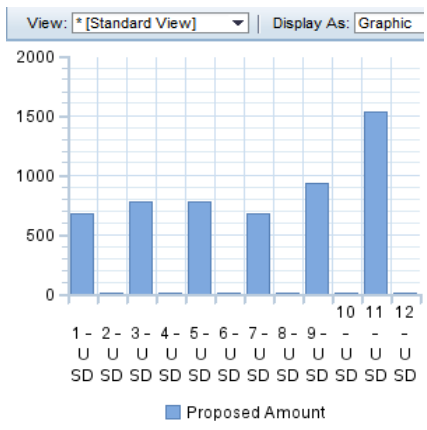 View: * [Standard View] Display As: Graphic
2000
1500
1000
500
0
10 11 12
1 - 2 - 3 - 4 - 5 - 6 - 7 - 8 - 9 - - - -
U U U U U U U U U U U U
SD SD SD SD SD SD SD SD SD SD SD SD
Proposed Amount